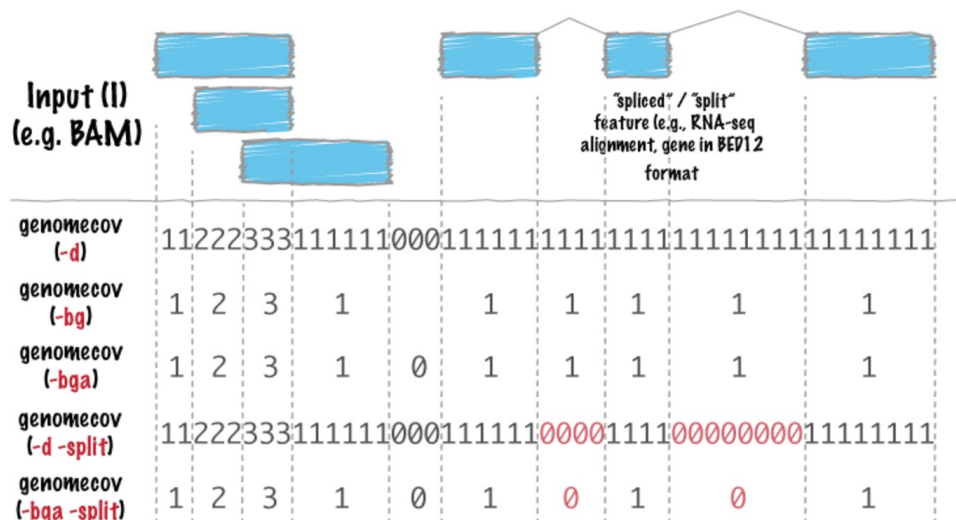 Input (I)
(e.g. BAM)
"spliced" / "split"
feature (e.g., RNA-seq
alignment, gene in BED12
format
genomecov
(-d)
11222333111111000111111111111111111111111111
genomecov
(-bg)
1 2 3 1 1 1 1 1 1
genomecov
(-bga)
1 2 3 1 0 1 1 1 1 1
genomecov
(-d -split)
11222333111111000111111000011110000000011111111
genomecov
(-bga -split)
1 2 3 1 0 1 0 1 0 1